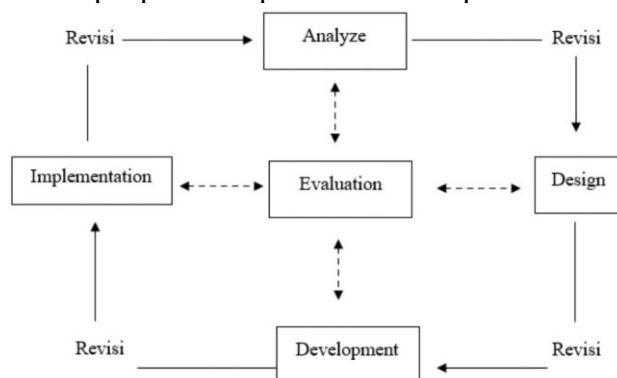 Revisi
Analyze
Revisi
Implementation
Evaluation
Design
Revisi
Development
Revisi